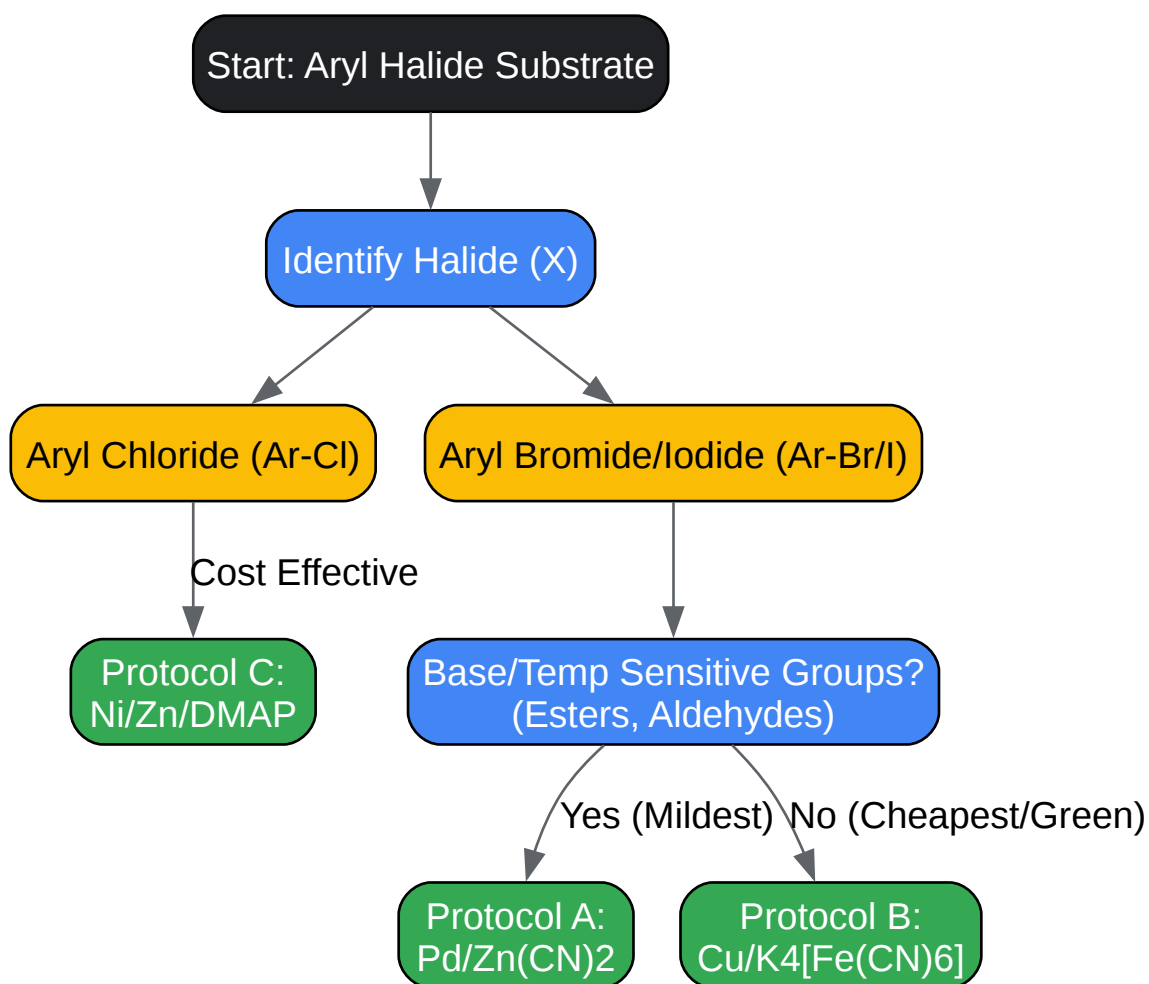 Start: Aryl Halide Substrate
Identify Halide (X)
Aryl Chloride (Ar-Cl)
Aryl Bromide/Iodide (Ar-Br/I)
Cost Effective
Protocol C:
Ni/Zn/DMAP
Base/Temp Sensitive Groups?
(Esters, Aldehydes)
Yes (Mildest)
No (Cheapest/Green)
Protocol A:
Pd/Zn(CN)2
Protocol B:
Cu/K4[Fe(CN)6]